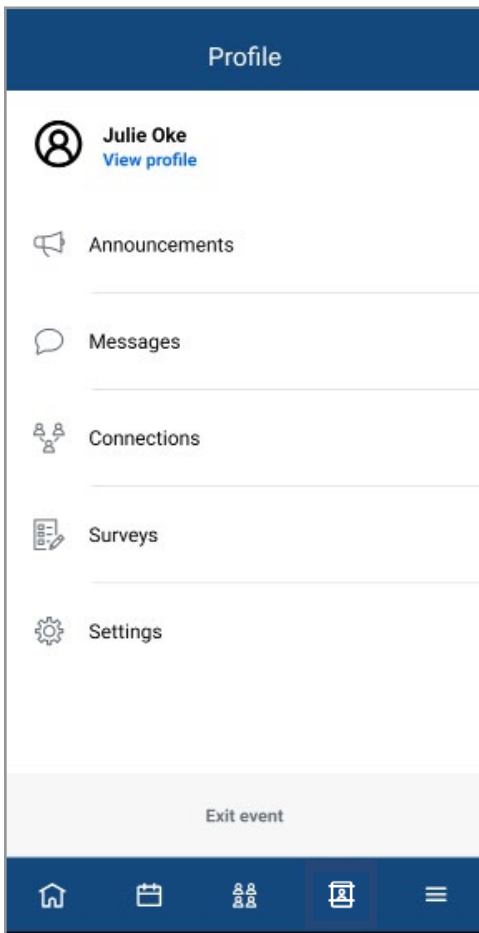 Profile
Julie Oke
View profile
Announcements
Messages
Connections
Surveys
Settings
Exit event